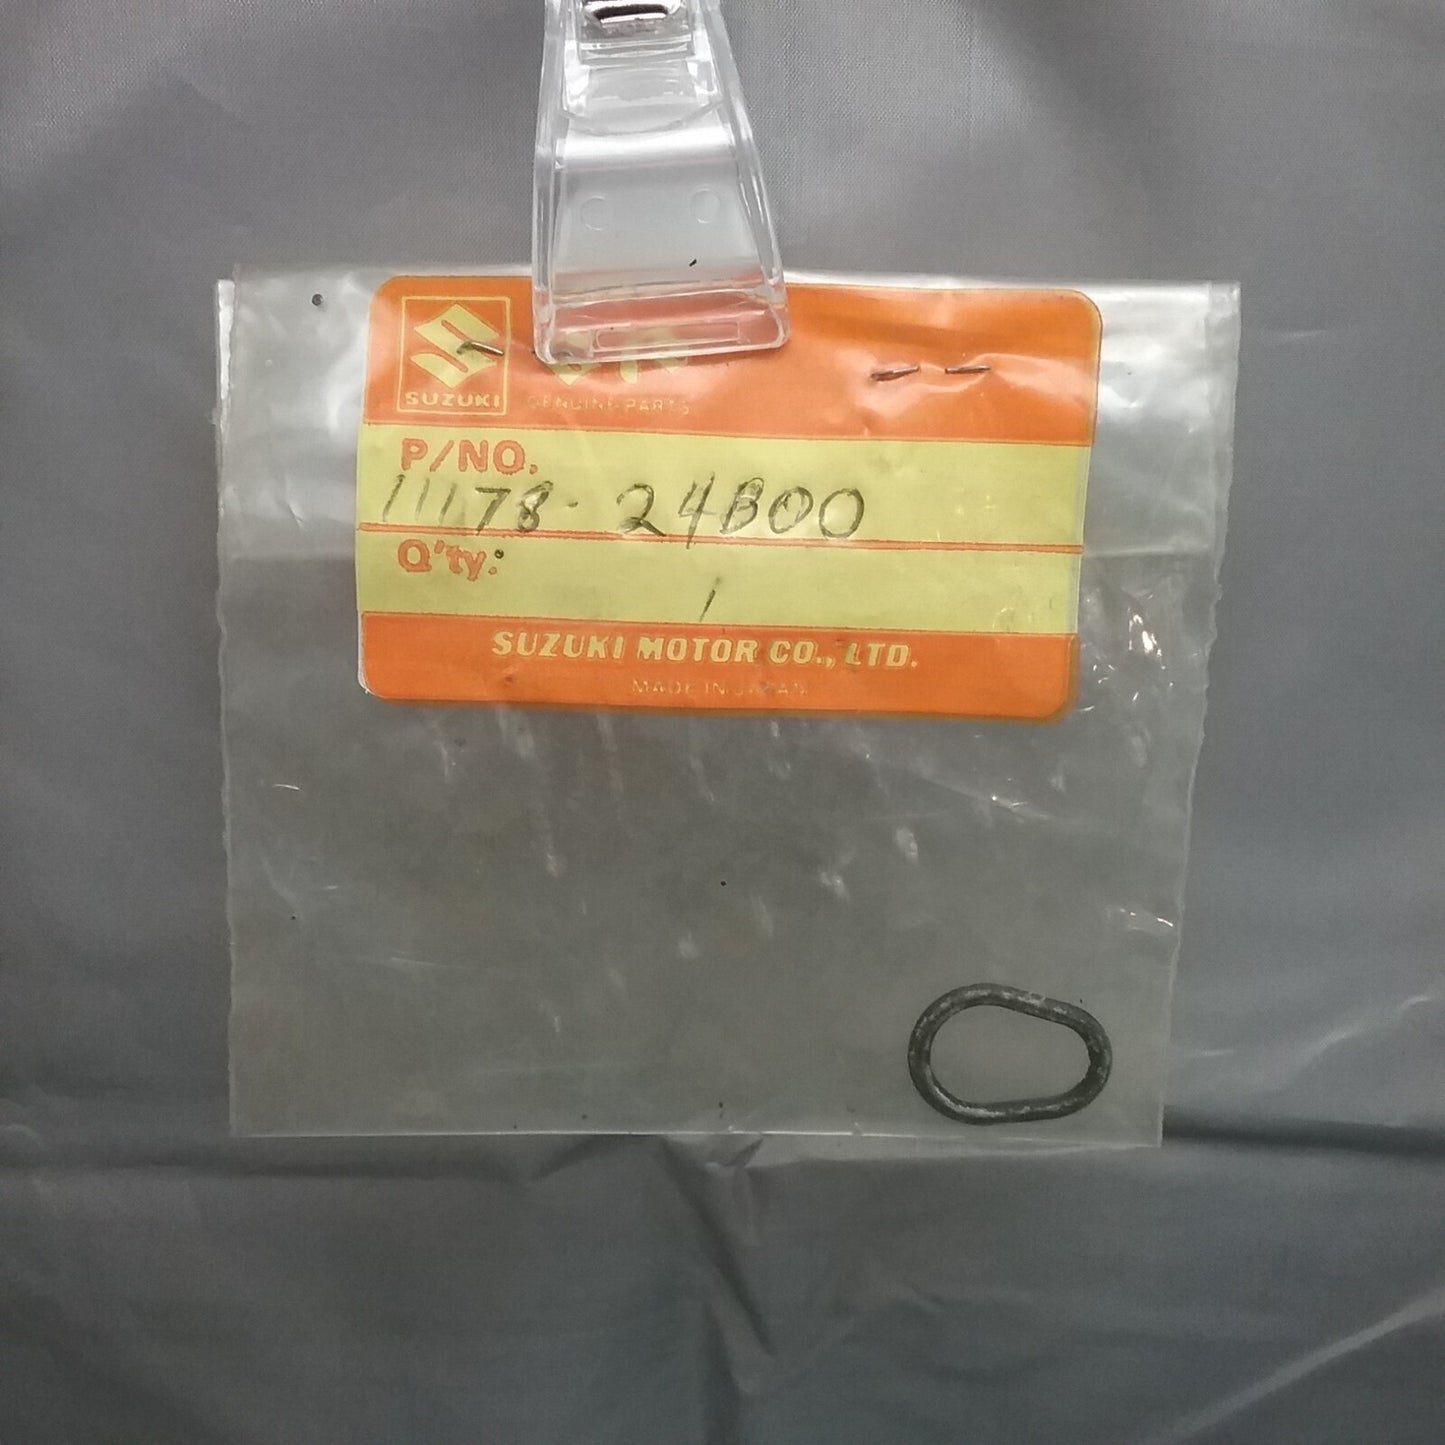 SUZUKI
GENUINE PARTS
P/NO.
11178-24B00
Q'ty:
1
SUZUKI MOTOR CO., LTD.
MADE IN JAPAN